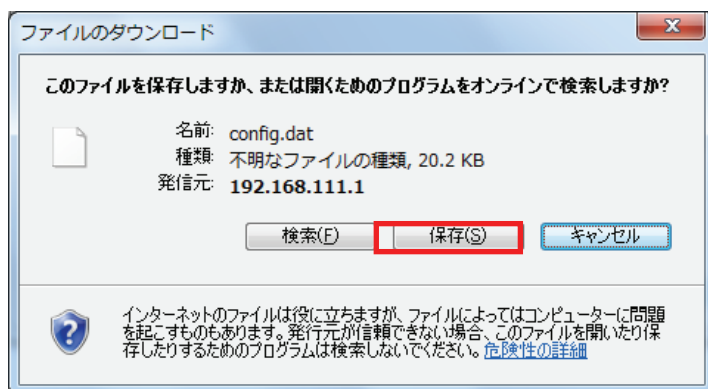 ファイルのダウンロード
このファイルを保存しますか、または開くためのプログラムをオンラインで検索しますか?
名前: config.dat
種類: 不明なファイルの種類, 20.2 KB
発信元: 192.168.111.1
検索(F) 保存(S) キャンセル
インターネットのファイルは役に立ちますが、ファイルによってはコンピューターに問題
を起こすものもあります。発行元が信頼できない場合、このファイルを開いたり保
存したりするためのプログラムは検索しないでください。危険性の詳細